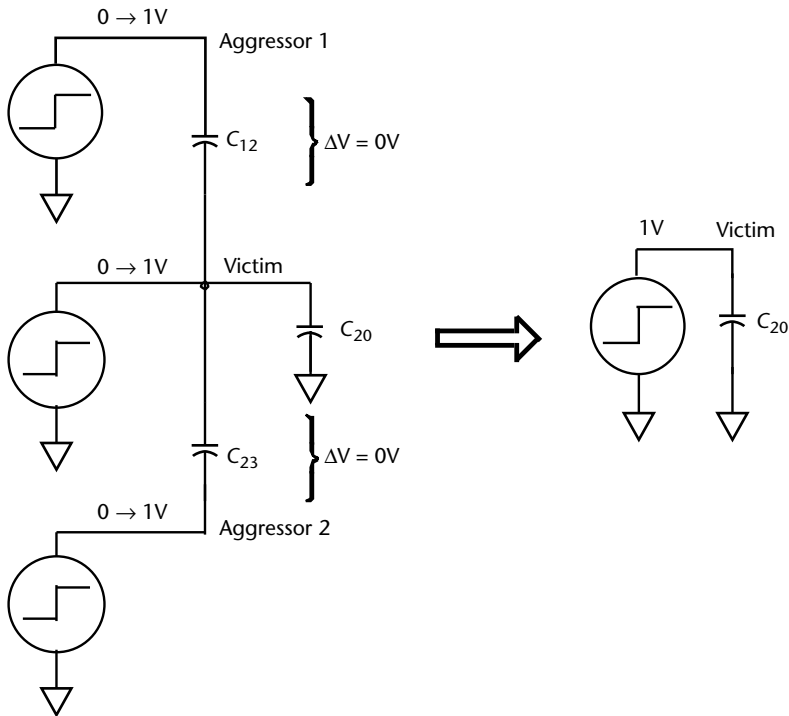 0 → 1V
Aggressor 1
C12
ΔV = 0V
0 → 1V
Victim
C20
C23
ΔV = 0V
0 → 1V
Aggressor 2
1V
Victim
C20